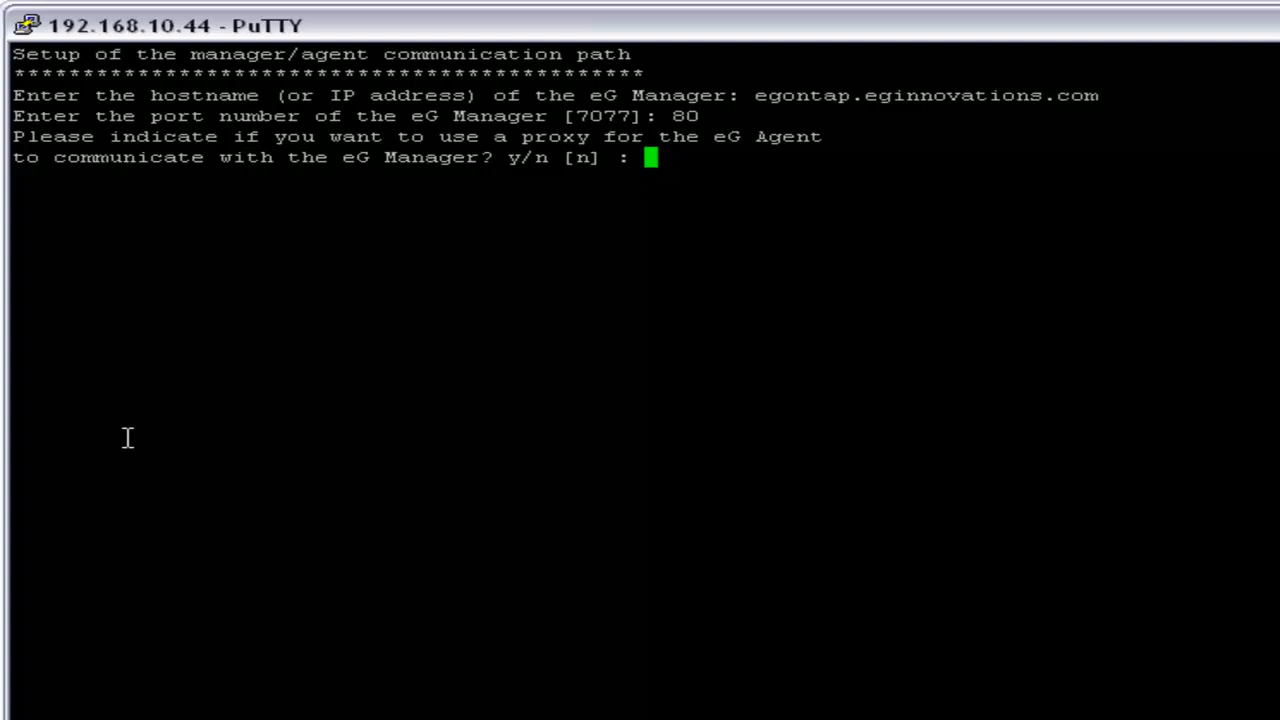 192.168.10.44 - PuTTY
Setup of the manager/agent communication path
**********************************************
Enter the hostname (or IP address) of the eG Manager: egontap.eginnovations.com
Enter the port number of the eG Manager [7077]: 80
Please indicate if you want to use a proxy for the eG Agent
to communicate with the eG Manager? y/n [n] :